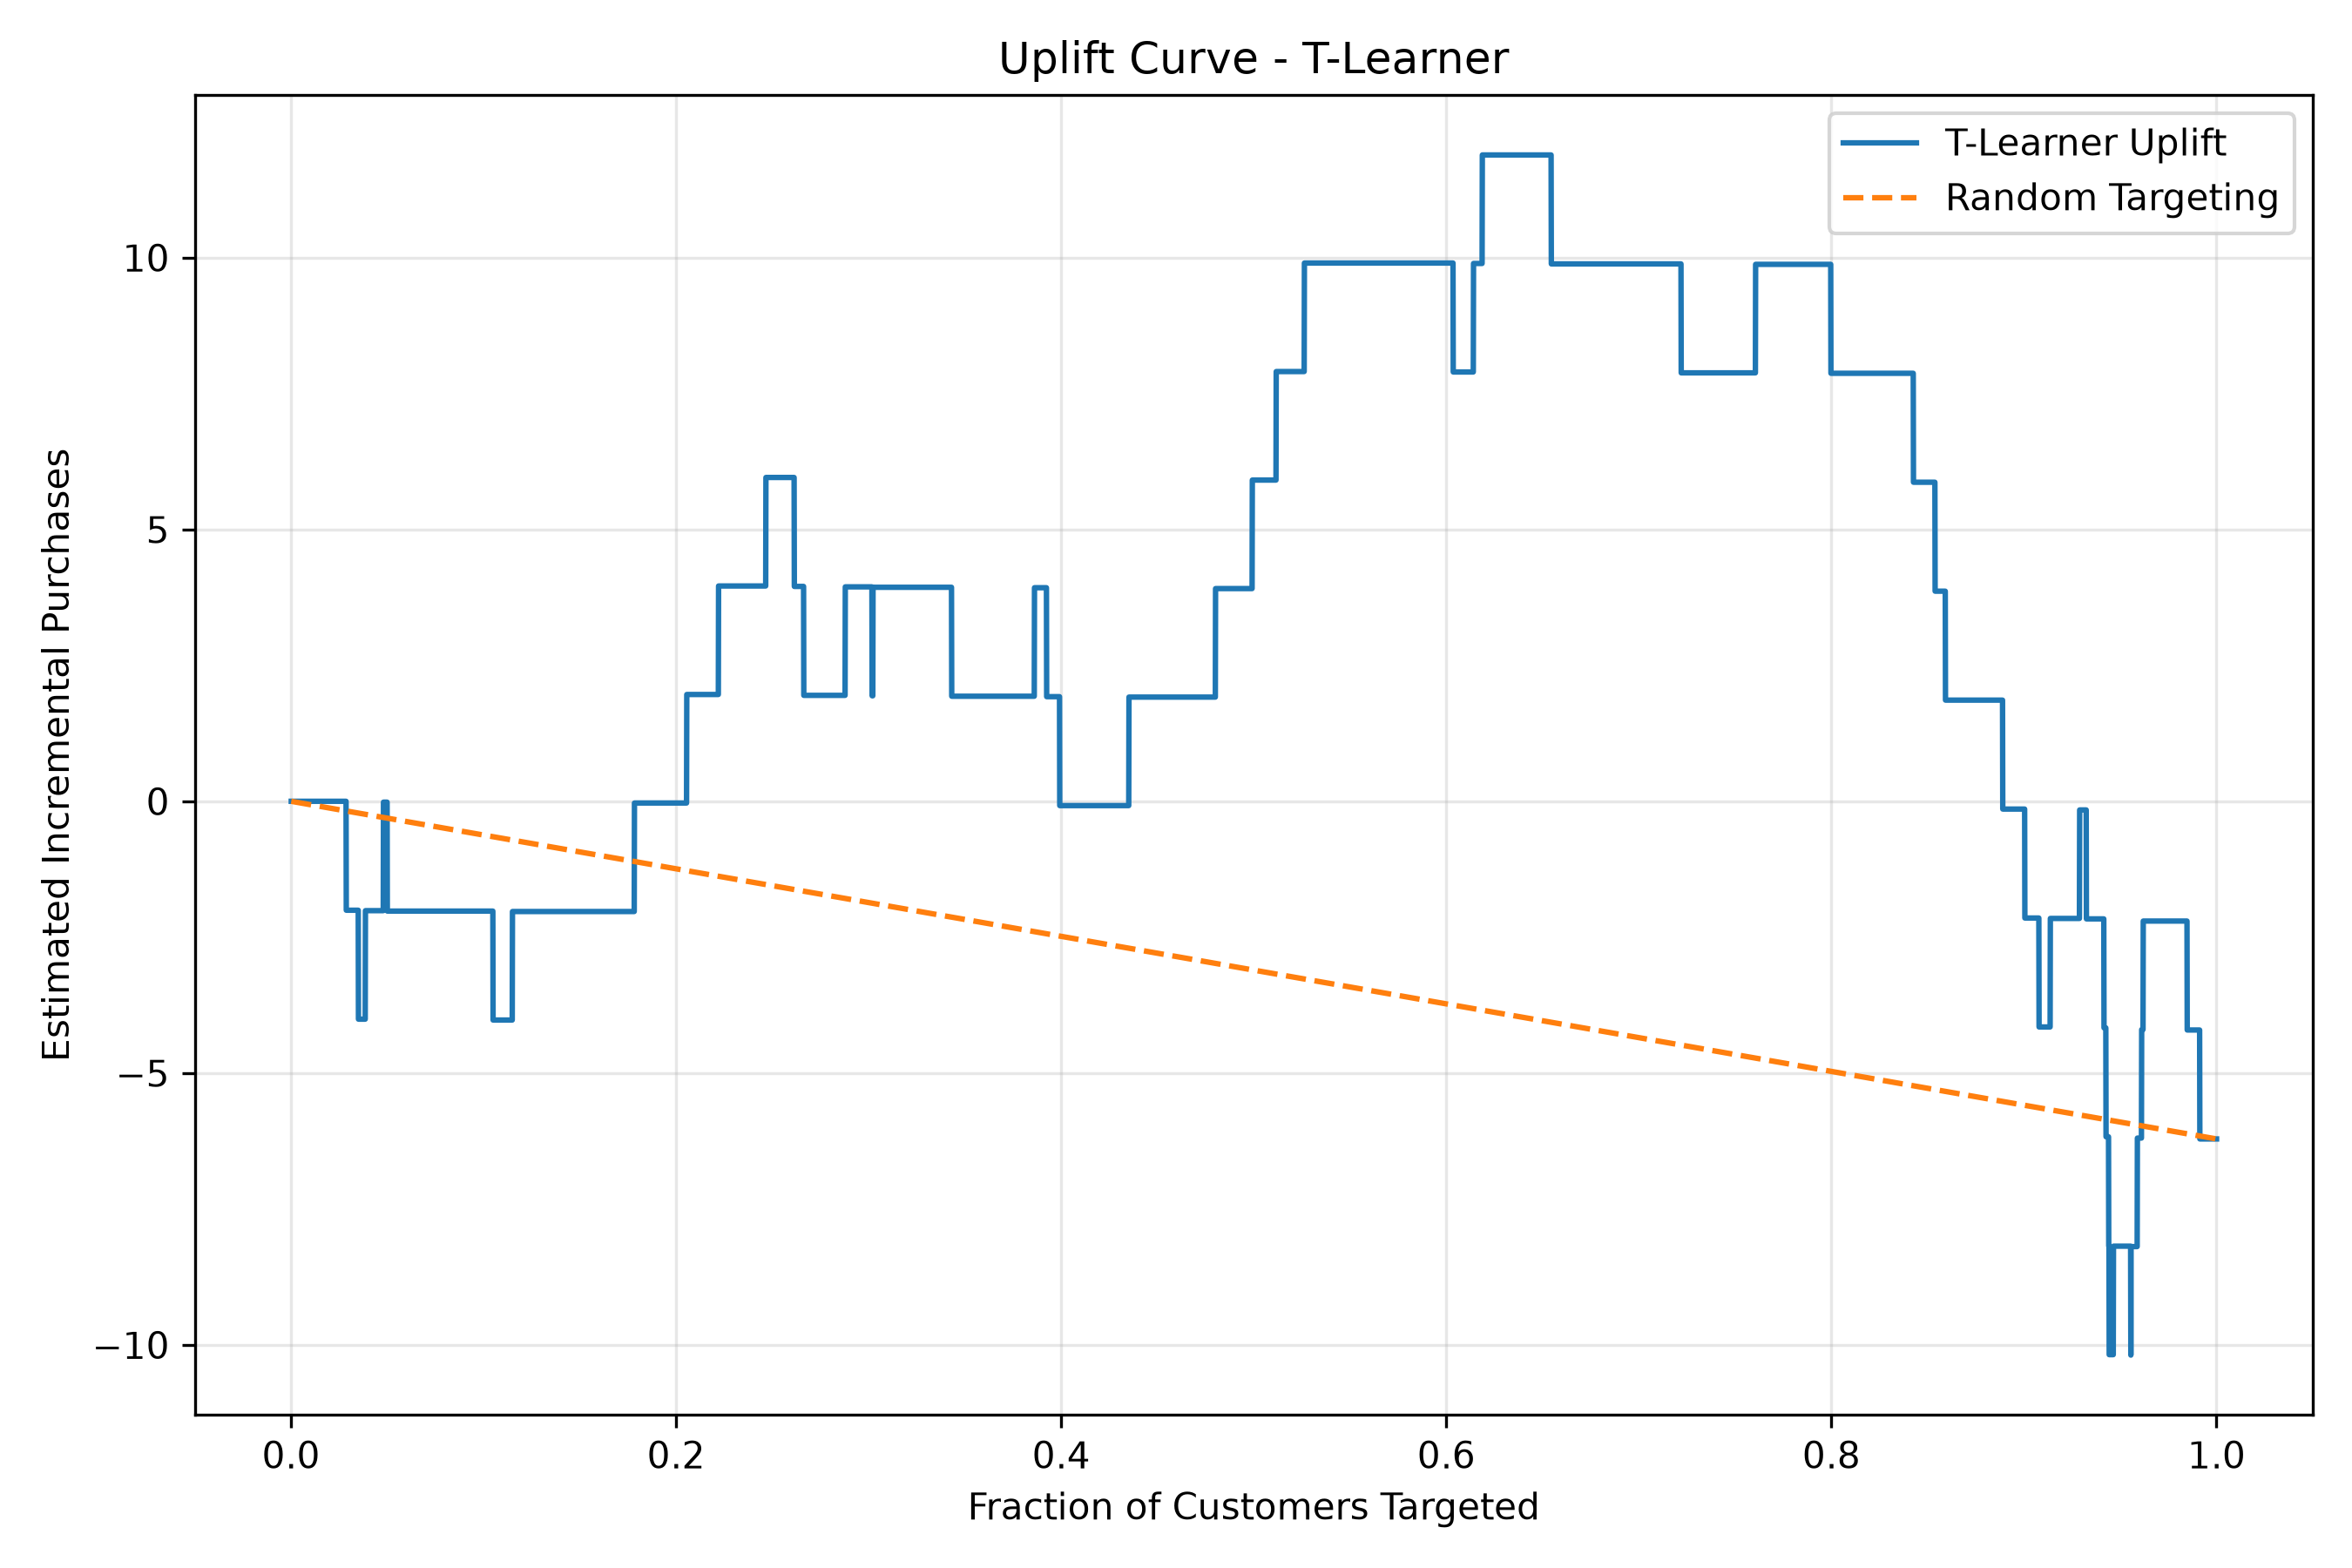 Uplift Curve - T-Learner
T-Learner Uplift
Random Targeting
Estimated Incremental Purchases
10
5
0
−5
−10
0.0 0.2 0.4 0.6 0.8 1.0
Fraction of Customers Targeted